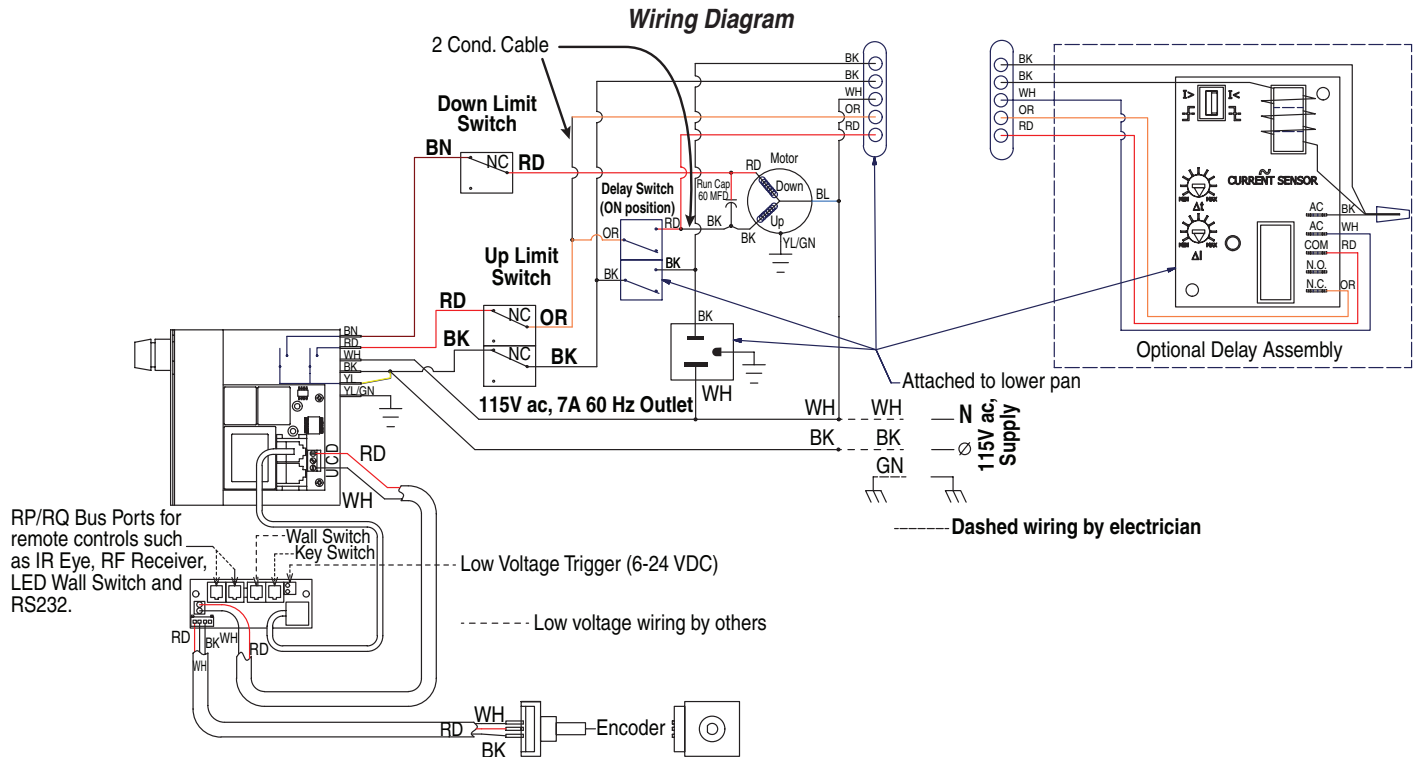 Wiring Diagram
2 Cond. Cable
BK
BK
WH
OR
RD
BK
BK
WH
OR
RD
I>
I<
Down Limit
Switch
BN
NC
RD
RD
Motor
Down
Up
BL
YL/GN
Run Cap
60 MFD
BK
BK
Delay Switch
(ON position)
RD
OR
BK
BK
CURRENT SENSOR
~
MIN
MAX
Δt
MIN
MAX
ΔI
AC
BK
AC
WH
COM
RD
N.O.
N.C.
OR
Optional Delay Assembly
Up Limit
Switch
RD
NC
OR
BK
NC
BK
BK
WH
115V ac, 7A 60 Hz Outlet
Attached to lower pan
BN
RD
WH
BK
YL
YL/GN
WH
WH
N
BK
BK
Ø
GN
115V ac,
Supply
Dashed wiring by electrician
U C D
RD
WH
RP/RQ Bus Ports for
remote controls such
as IR Eye, RF Receiver,
LED Wall Switch and
RS232.
Wall Switch
Key Switch
Low Voltage Trigger (6-24 VDC)
Low voltage wiring by others
RD
BK
WH
RD
WH
WH
RD
BK
Encoder